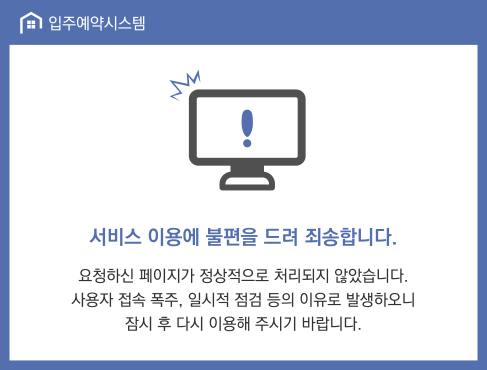 입주예약시스템
서비스 이용에 불편을 드려 죄송합니다.
요청하신 페이지가 정상적으로 처리되지 않았습니다.
사용자 접속 폭주, 일시적 점검 등의 이유로 발생하오니
잠시 후 다시 이용해 주시기 바랍니다.